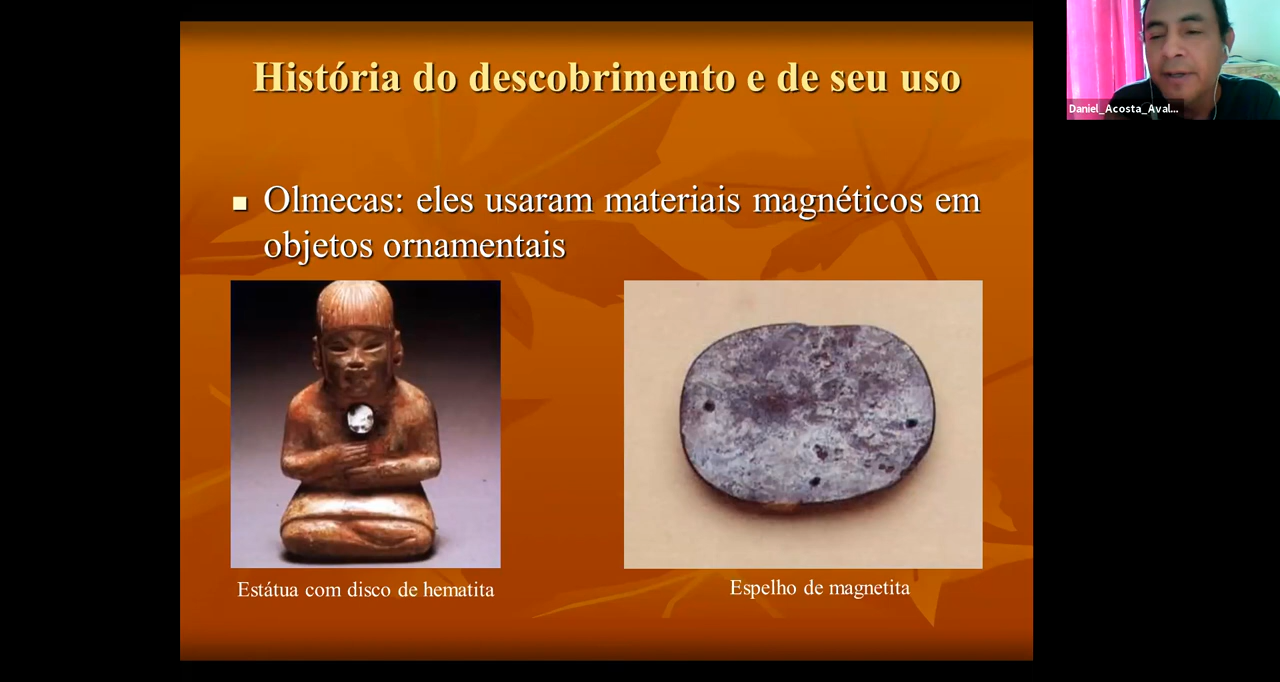 História do descobrimento e de seu uso
Olmecas: eles usaram materiais magnéticos em
objetos ornamentais
Estátua com disco de hematita
Espelho de magnetita
Daniel_Acosta_Aval...